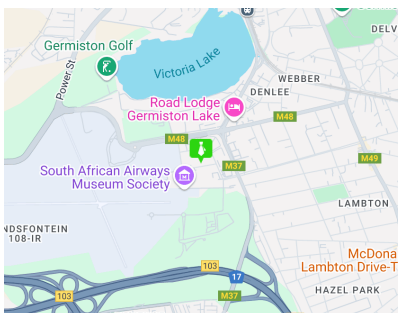 Germiston Golf
DELV
Power St
Victoria Lake
WEBBER
DENLEE
Road Lodge
Germiston Lake
M48
M48
M37
M49
South African Airways
Museum Society
LAMBTON
NDSFONTEIN
108-IR
McDona
Lambton Drive-T
103
17
HAZEL PARK
103
M37